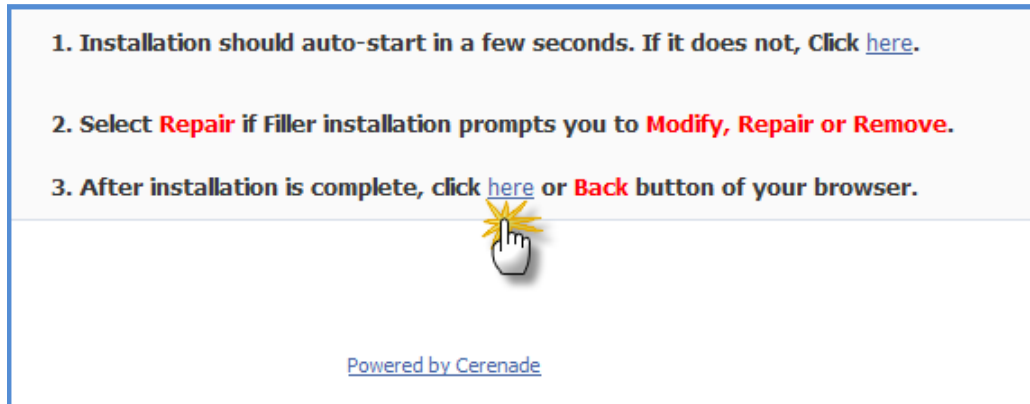 1. Installation should auto-start in a few seconds. If it does not, Click here.
2. Select Repair if Filler installation prompts you to Modify, Repair or Remove.
3. After installation is complete, click here or Back button of your browser.
Powered by Cerenade